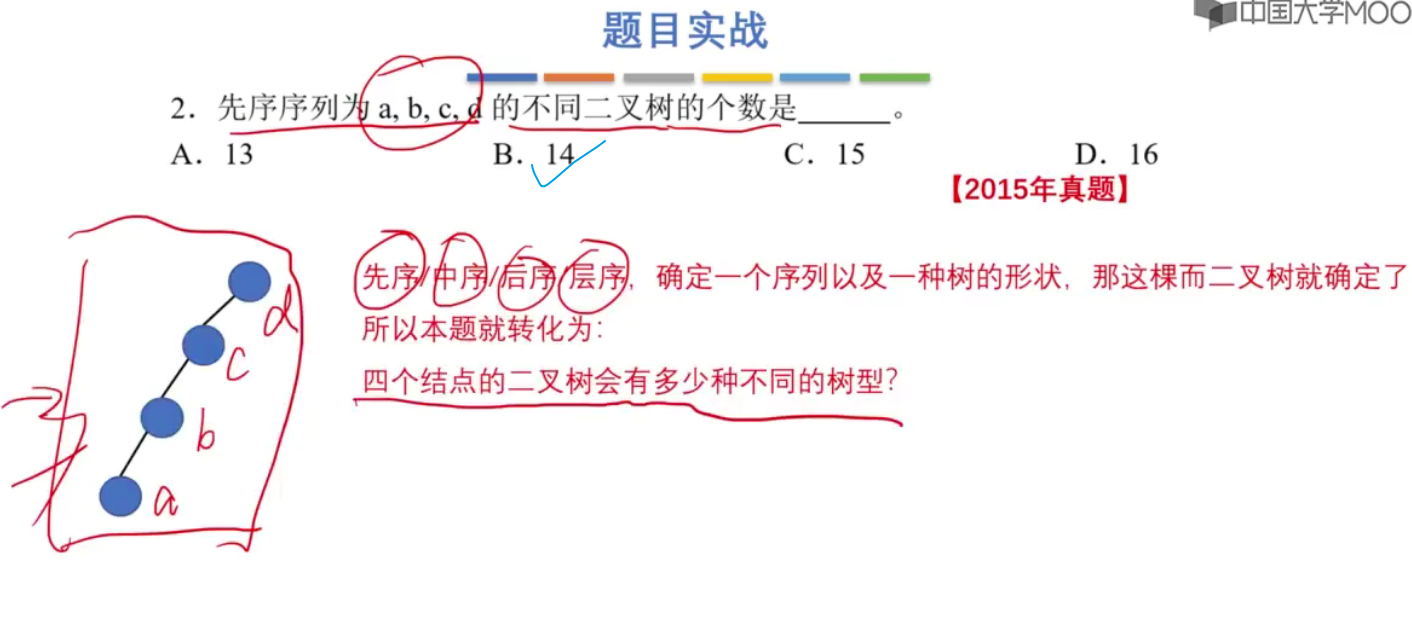 中国大学MOO
题目实战
2．先序序列为 a, b, c, d 的不同二叉树的个数是______。
A．13 B．14 C．15 D．16
【2015年真题】
先序/中序/后序/层序，确定一个序列以及一种树的形状，那这棵而二叉树就确定了
所以本题就转化为：
四个结点的二叉树会有多少种不同的树型？
d
c
b
a